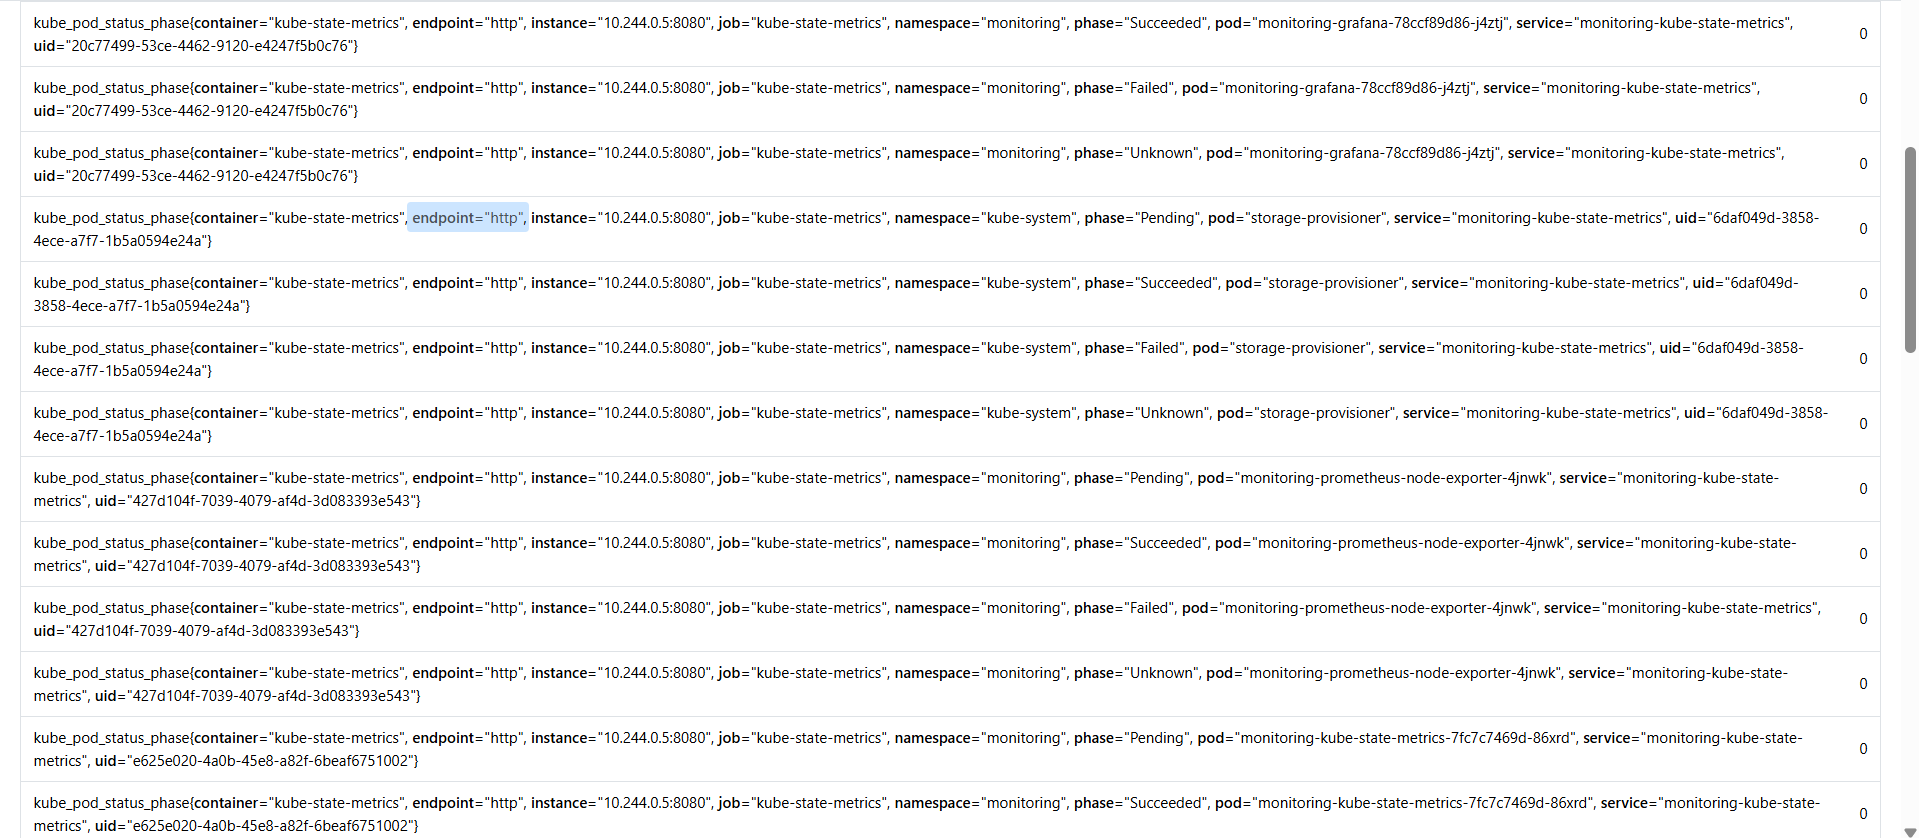 kube_pod_status_phase{container="kube-state-metrics", endpoint="http", instance="10.244.0.5:8080", job="kube-state-metrics", namespace="monitoring", phase="Succeeded", pod="monitoring-grafana-78ccf89d86-j4ztj", service="monitoring-kube-state-metrics",
uid="20c77499-53ce-4462-9120-e4247f5b0c76"}
0
kube_pod_status_phase{container="kube-state-metrics", endpoint="http", instance="10.244.0.5:8080", job="kube-state-metrics", namespace="monitoring", phase="Failed", pod="monitoring-grafana-78ccf89d86-j4ztj", service="monitoring-kube-state-metrics",
uid="20c77499-53ce-4462-9120-e4247f5b0c76"}
0
kube_pod_status_phase{container="kube-state-metrics", endpoint="http", instance="10.244.0.5:8080", job="kube-state-metrics", namespace="monitoring", phase="Unknown", pod="monitoring-grafana-78ccf89d86-j4ztj", service="monitoring-kube-state-metrics",
uid="20c77499-53ce-4462-9120-e4247f5b0c76"}
0
kube_pod_status_phase{container="kube-state-metrics", endpoint="http", instance="10.244.0.5:8080", job="kube-state-metrics", namespace="kube-system", phase="Pending", pod="storage-provisioner", service="monitoring-kube-state-metrics", uid="6daf049d-3858-
4ece-a7f7-1b5a0594e24a"}
0
kube_pod_status_phase{container="kube-state-metrics", endpoint="http", instance="10.244.0.5:8080", job="kube-state-metrics", namespace="kube-system", phase="Succeeded", pod="storage-provisioner", service="monitoring-kube-state-metrics", uid="6daf049d-
3858-4ece-a7f7-1b5a0594e24a"}
0
kube_pod_status_phase{container="kube-state-metrics", endpoint="http", instance="10.244.0.5:8080", job="kube-state-metrics", namespace="kube-system", phase="Failed", pod="storage-provisioner", service="monitoring-kube-state-metrics", uid="6daf049d-3858-
4ece-a7f7-1b5a0594e24a"}
0
kube_pod_status_phase{container="kube-state-metrics", endpoint="http", instance="10.244.0.5:8080", job="kube-state-metrics", namespace="kube-system", phase="Unknown", pod="storage-provisioner", service="monitoring-kube-state-metrics", uid="6daf049d-3858-
4ece-a7f7-1b5a0594e24a"}
0
kube_pod_status_phase{container="kube-state-metrics", endpoint="http", instance="10.244.0.5:8080", job="kube-state-metrics", namespace="monitoring", phase="Pending", pod="monitoring-prometheus-node-exporter-4jnwk", service="monitoring-kube-state-
metrics", uid="427d104f-7039-4079-af4d-3d083393e543"}
0
kube_pod_status_phase{container="kube-state-metrics", endpoint="http", instance="10.244.0.5:8080", job="kube-state-metrics", namespace="monitoring", phase="Succeeded", pod="monitoring-prometheus-node-exporter-4jnwk", service="monitoring-kube-state-
metrics", uid="427d104f-7039-4079-af4d-3d083393e543"}
0
kube_pod_status_phase{container="kube-state-metrics", endpoint="http", instance="10.244.0.5:8080", job="kube-state-metrics", namespace="monitoring", phase="Failed", pod="monitoring-prometheus-node-exporter-4jnwk", service="monitoring-kube-state-metrics",
uid="427d104f-7039-4079-af4d-3d083393e543"}
0
kube_pod_status_phase{container="kube-state-metrics", endpoint="http", instance="10.244.0.5:8080", job="kube-state-metrics", namespace="monitoring", phase="Unknown", pod="monitoring-prometheus-node-exporter-4jnwk", service="monitoring-kube-state-
metrics", uid="427d104f-7039-4079-af4d-3d083393e543"}
0
kube_pod_status_phase{container="kube-state-metrics", endpoint="http", instance="10.244.0.5:8080", job="kube-state-metrics", namespace="monitoring", phase="Pending", pod="monitoring-kube-state-metrics-7fc7c7469d-86xrd", service="monitoring-kube-state-
metrics", uid="e625e020-4a0b-45e8-a82f-6beaf6751002"}
0
kube_pod_status_phase{container="kube-state-metrics", endpoint="http", instance="10.244.0.5:8080", job="kube-state-metrics", namespace="monitoring", phase="Succeeded", pod="monitoring-kube-state-metrics-7fc7c7469d-86xrd", service="monitoring-kube-state-
metrics", uid="e625e020-4a0b-45e8-a82f-6beaf6751002"}
0